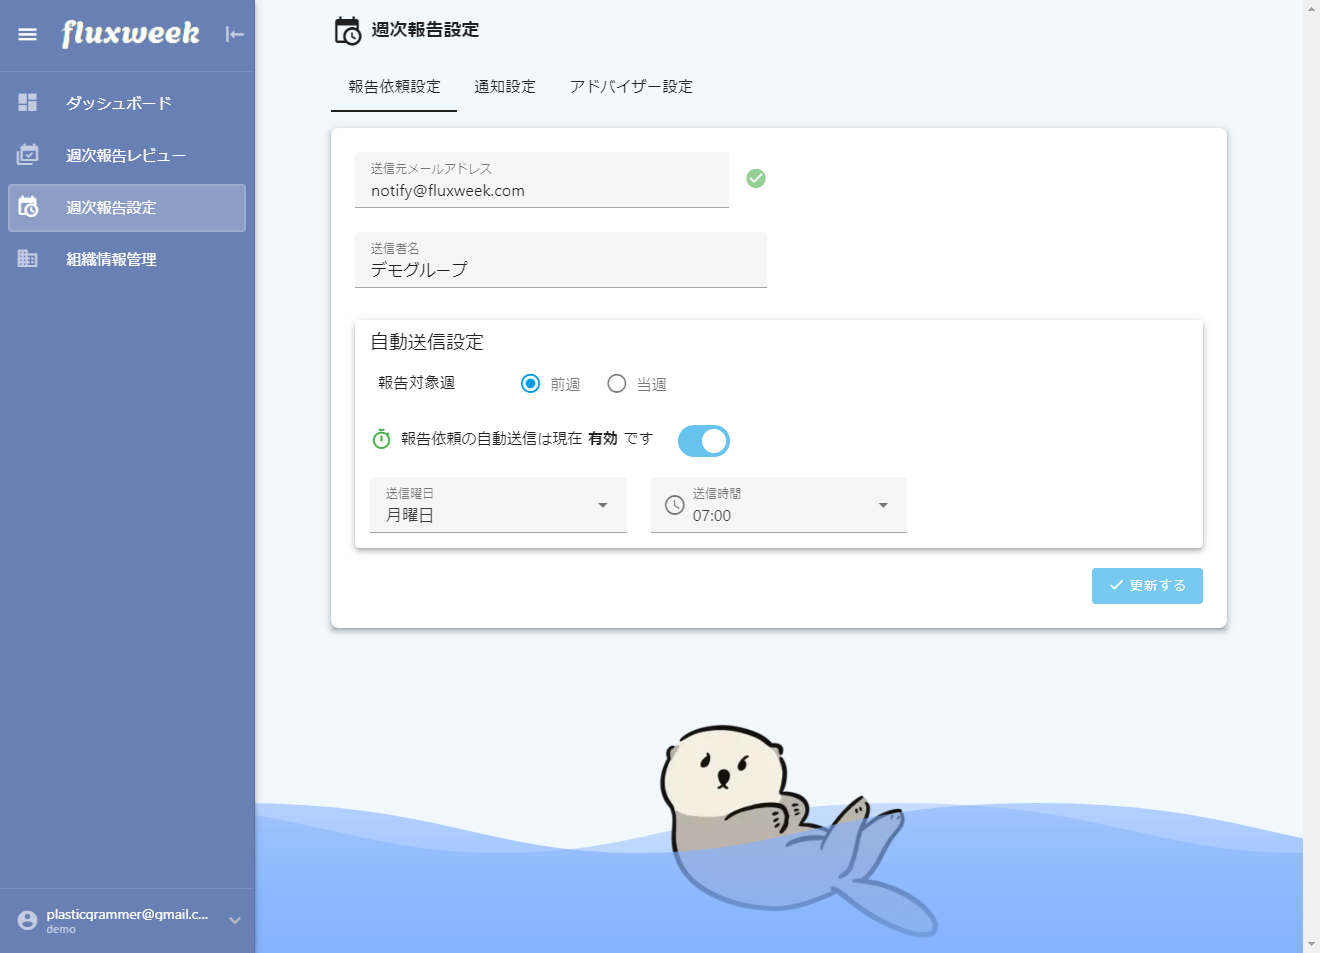 fluxweek
ダッシュボード
週次報告レビュー
週次報告設定
組織情報管理
plasticgrammer@gmail.c...
demo
週次報告設定
報告依頼設定
通知設定
アドバイザー設定
送信元メールアドレス
notify@fluxweek.com
送信者名
デモグループ
自動送信設定
報告対象週
前週
当週
報告依頼の自動送信は現在 有効 です
送信曜日
月曜日
送信時間
07:00
更新する